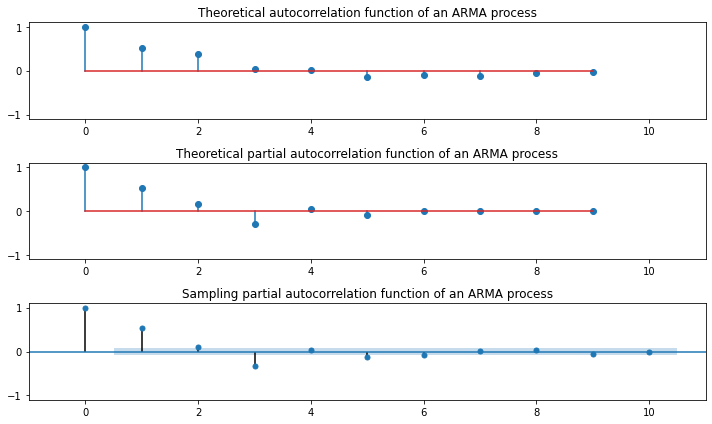 Theoretical autocorrelation function of an ARMA process
1
0
−1
0 2 4 6 8 10
Theoretical partial autocorrelation function of an ARMA process
1
0
−1
0 2 4 6 8 10
Sampling partial autocorrelation function of an ARMA process
1
0
−1
0 2 4 6 8 10